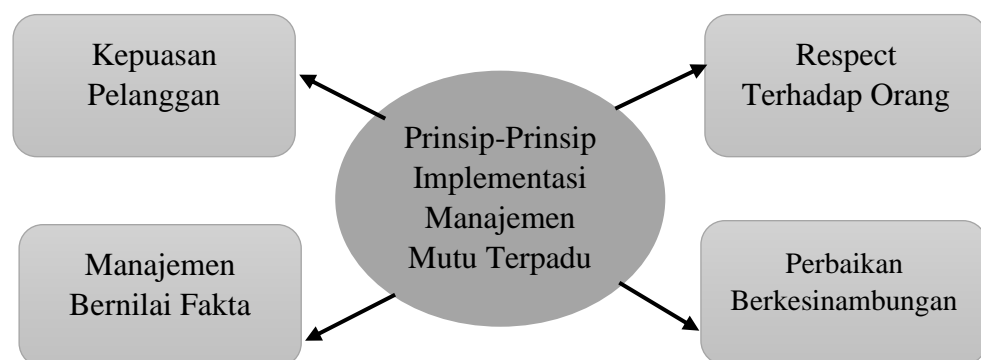 Kepuasan
Pelanggan
Respect
Terhadap Orang
Prinsip-Prinsip
Implementasi
Manajemen
Mutu Terpadu
Manajemen
Bernilai Fakta
Perbaikan
Berkesinambungan